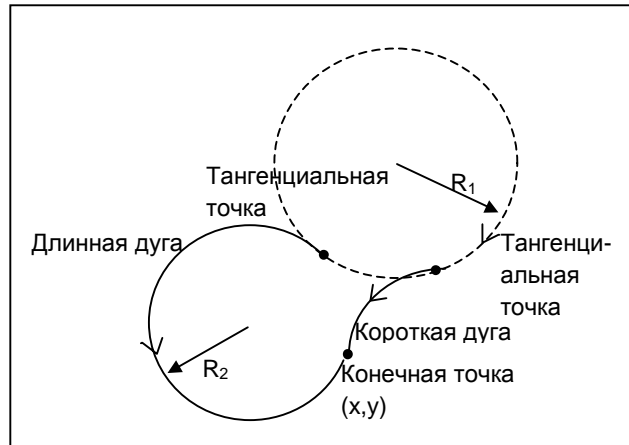 Тангенциальная
точка
R₁
Длинная дуга
Тангенци-
альная
точка
Короткая дуга
R₂
Конечная точка
(x,y)